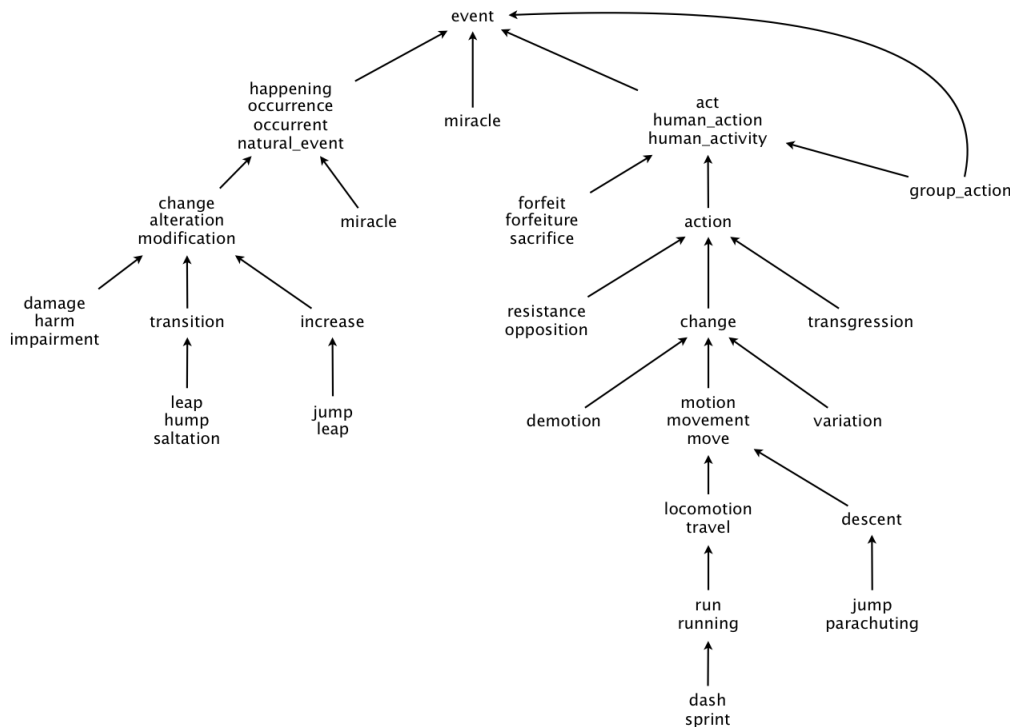 event
happening
occurrence
occurrent
natural_event
miracle
act
human_action
human_activity
group_action
change
alteration
modification
miracle
forfeit
forfeiture
sacrifice
action
damage
harm
impairment
transition
increase
resistance
opposition
change
transgression
leap
hump
saltation
jump
leap
demotion
motion
movement
move
variation
locomotion
travel
descent
run
running
jump
parachuting
dash
sprint